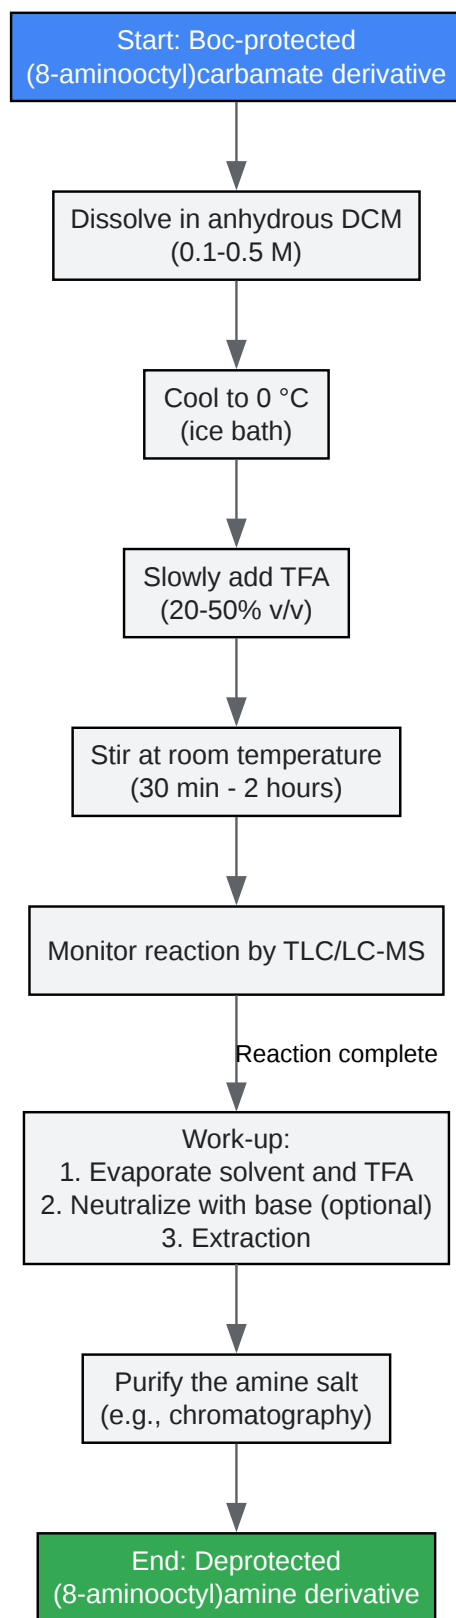 Start: Boc-protected
(8-aminooctyl)carbamate derivative
Dissolve in anhydrous DCM
(0.1-0.5 M)
Cool to 0 °C
(ice bath)
Slowly add TFA
(20-50% v/v)
Stir at room temperature
(30 min - 2 hours)
Monitor reaction by TLC/LC-MS
Reaction complete
Work-up:
1. Evaporate solvent and TFA
2. Neutralize with base (optional)
3. Extraction
Purify the amine salt
(e.g., chromatography)
End: Deprotected
(8-aminooctyl)amine derivative